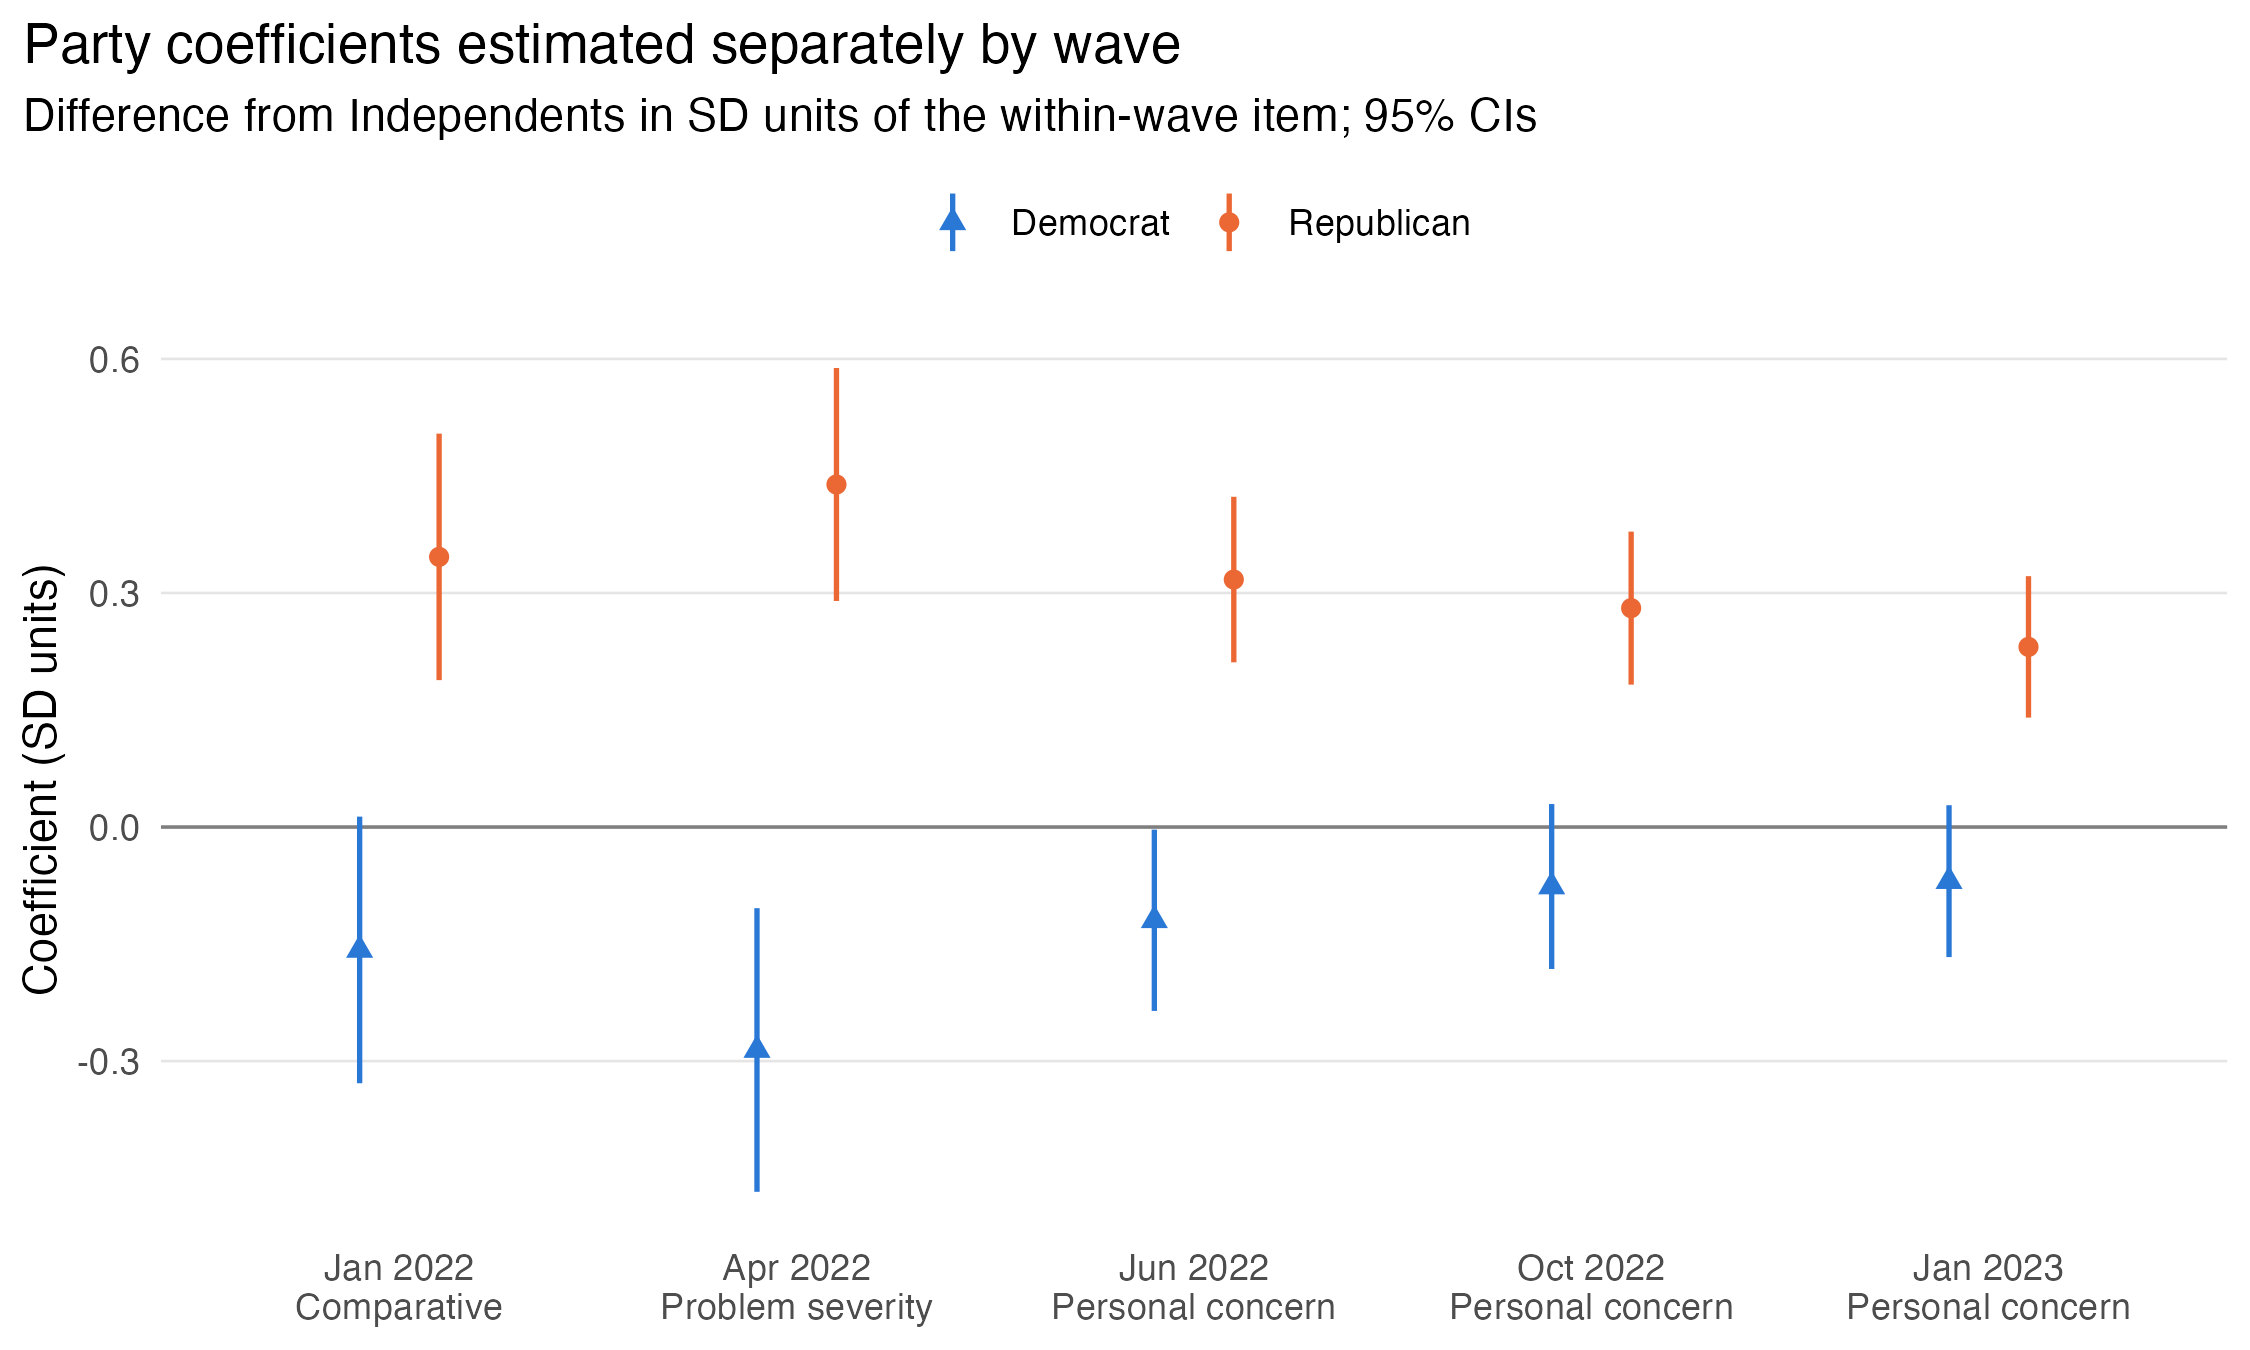 Party coefficients estimated separately by wave
Difference from Independents in SD units of the within-wave item; 95% CIs
Democrat Republican
Coefficient (SD units)
0.6
0.3
0.0
-0.3
Jan 2022 Apr 2022 Jun 2022 Oct 2022 Jan 2023
Comparative Problem severity Personal concern Personal concern Personal concern